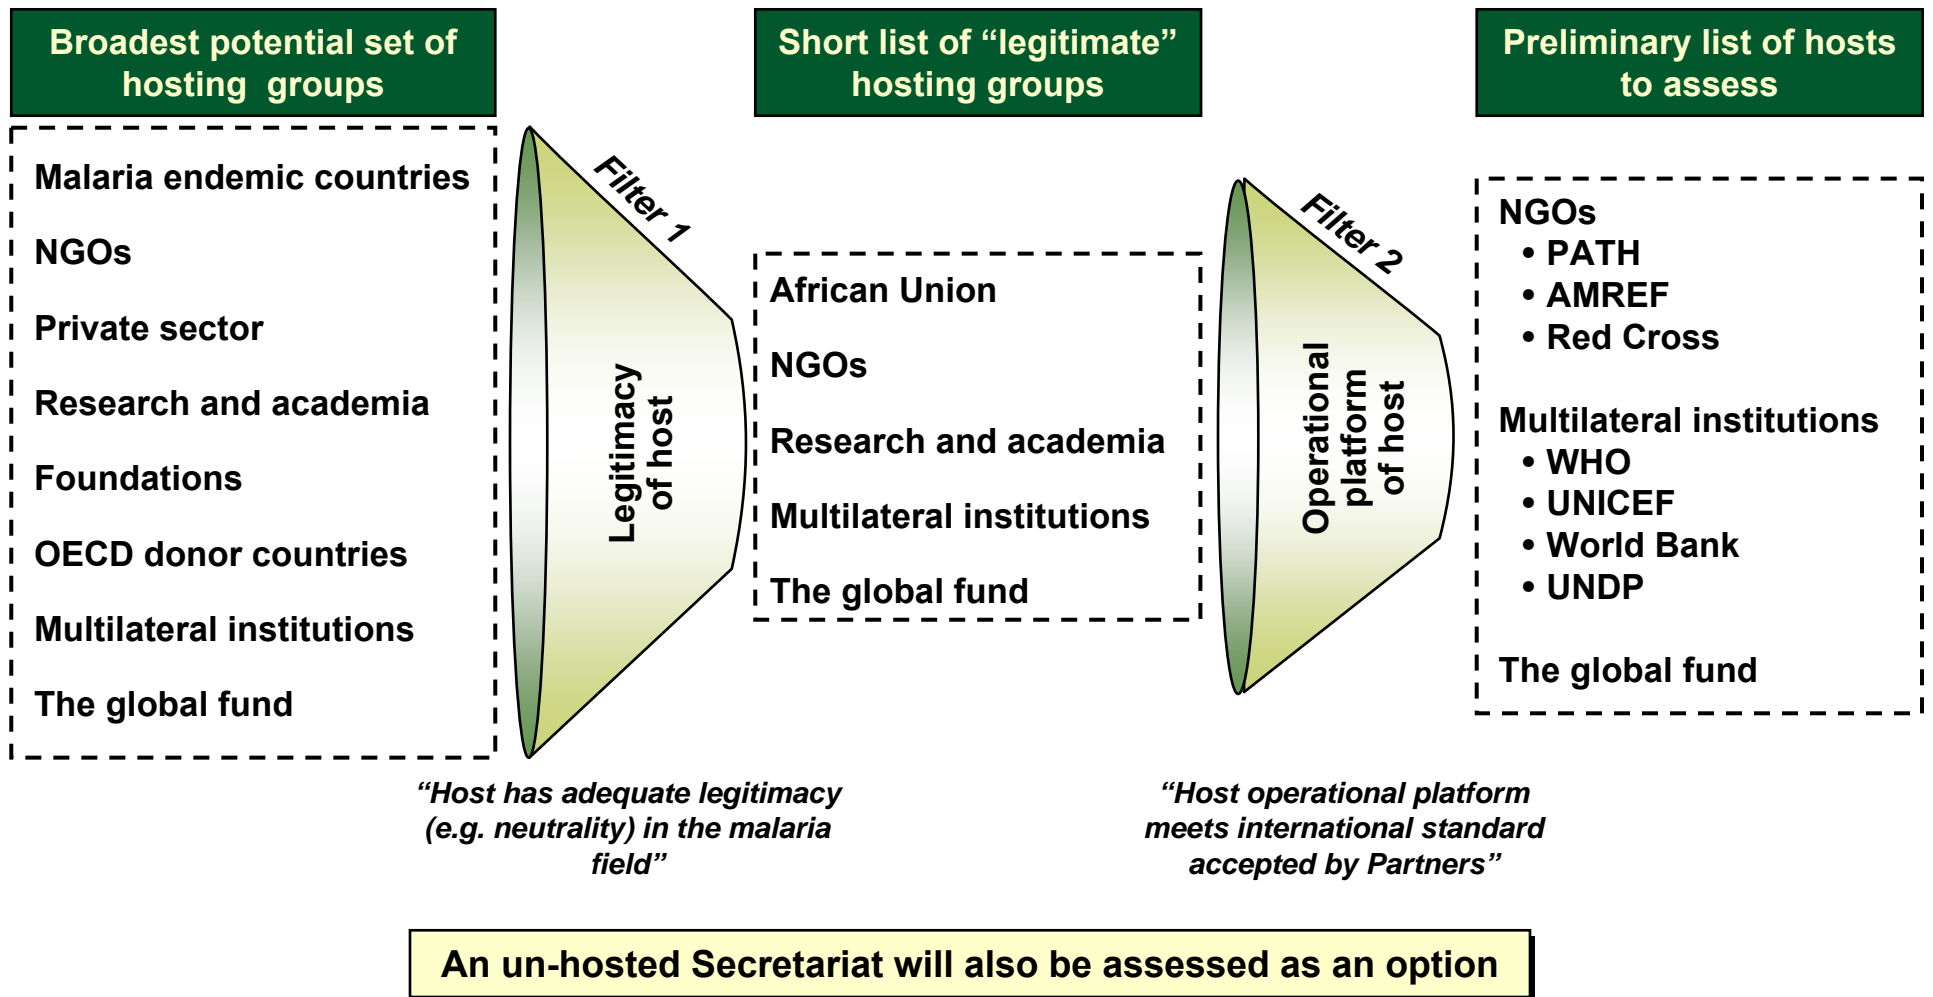 Broadest potential set of
hosting groups
Malaria endemic countries
NGOs
Private sector
Research and academia
Foundations
OECD donor countries
Multilateral institutions
The global fund
Filter 1
Legitimacy
of host
“Host has adequate legitimacy
(e.g. neutrality) in the malaria
field”
Short list of “legitimate”
hosting groups
African Union
NGOs
Research and academia
Multilateral institutions
The global fund
Filter 2
Operational
platform
of host
“Host operational platform
meets international standard
accepted by Partners”
Preliminary list of hosts
to assess
NGOs
• PATH
• AMREF
• Red Cross
Multilateral institutions
• WHO
• UNICEF
• World Bank
• UNDP
The global fund
An un-hosted Secretariat will also be assessed as an option